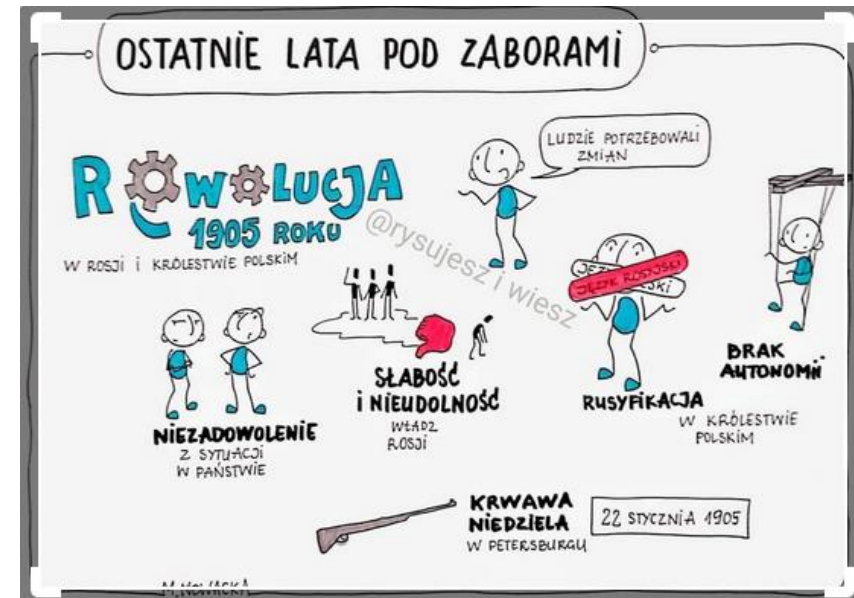 OSTATNIE LATA POD ZABORAMI
LUDZIE POTRZEBOWALI
ZMIAN
REWOLUCJA
1905 ROKU
W ROSJI I KRÓLESTWIE POLSKIM
@rysujesz i wiesz
JĘZYK ROSYJSKI
NIEZADOWOLENIE
Z SYTUACJI
W PAŃSTWIE
SŁABOŚĆ
I NIEUDOLNOŚĆ
WŁADZ
ROSJI
RUSYFIKACJA
W KRÓLESTWIE
POLSKIM
BRAK
AUTONOMII
KRWAWA
NIEDZIELA
W PETERSBURGU
22 STYCZNIA 1905
M. NOWACKA